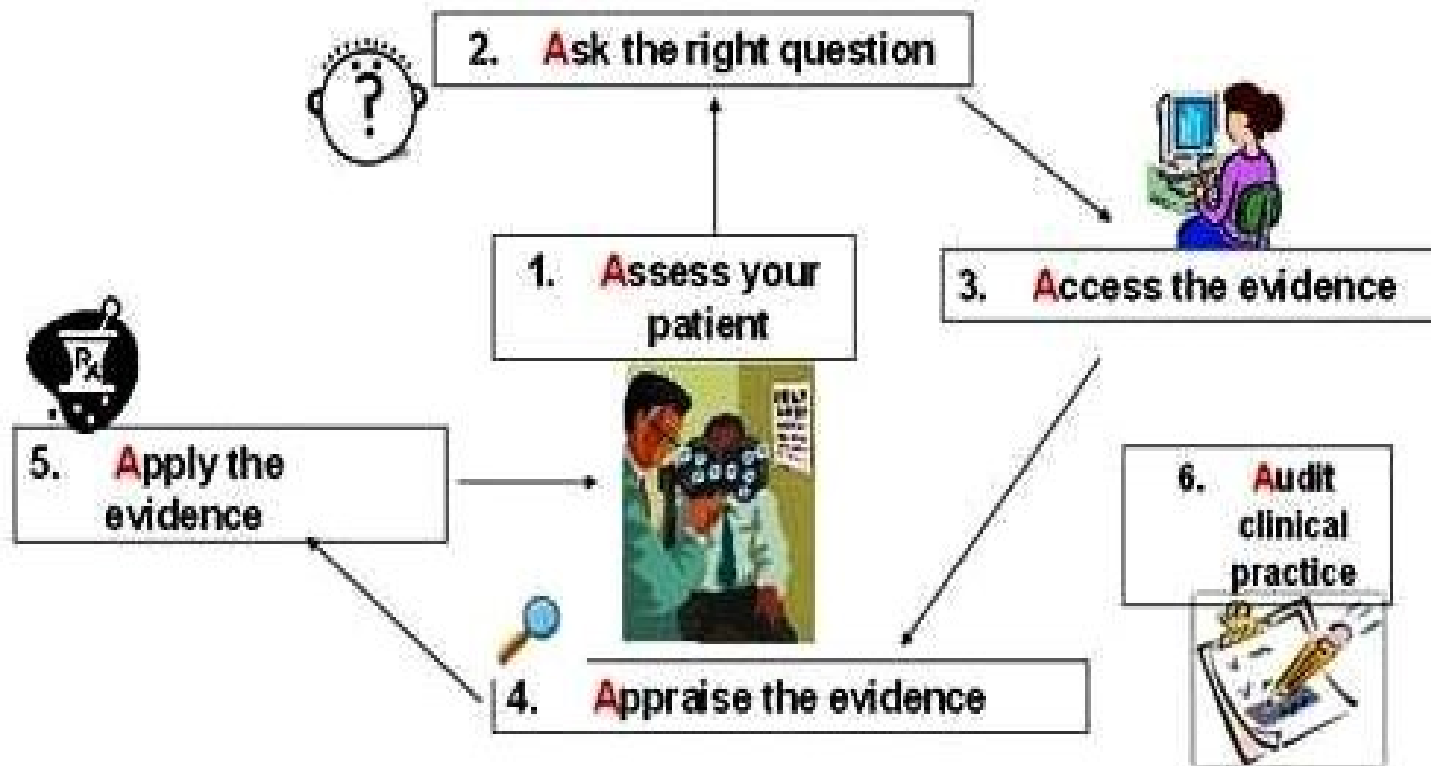 2. Ask the right question
?
1. Assess your
patient
3. Access the evidence
5. Apply the
evidence
6. Audit
clinical
practice
4. Appraise the evidence